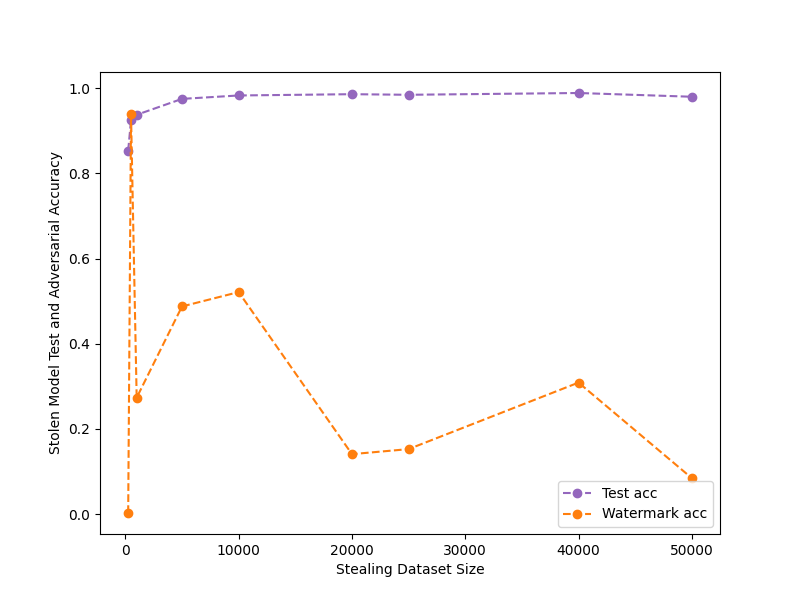 1.0
0.8
0.6
0.4
0.2
0.0
Stolen Model Test and Adversarial Accuracy
Test acc
Watermark acc
0 10000 20000 30000 40000 50000
Stealing Dataset Size